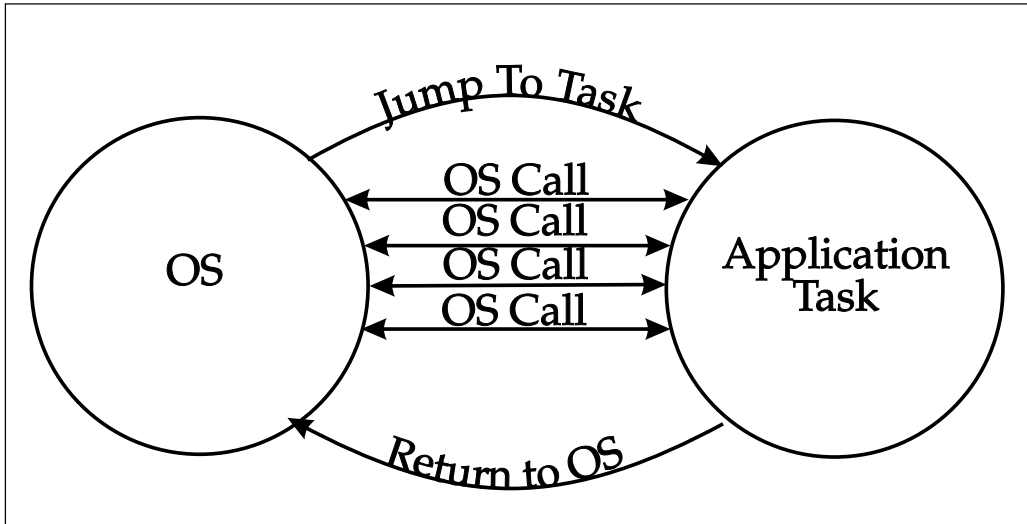 Jump To Task
OS Call
OS Call
OS Call
OS Call
OS
Application
Task
Return to OS